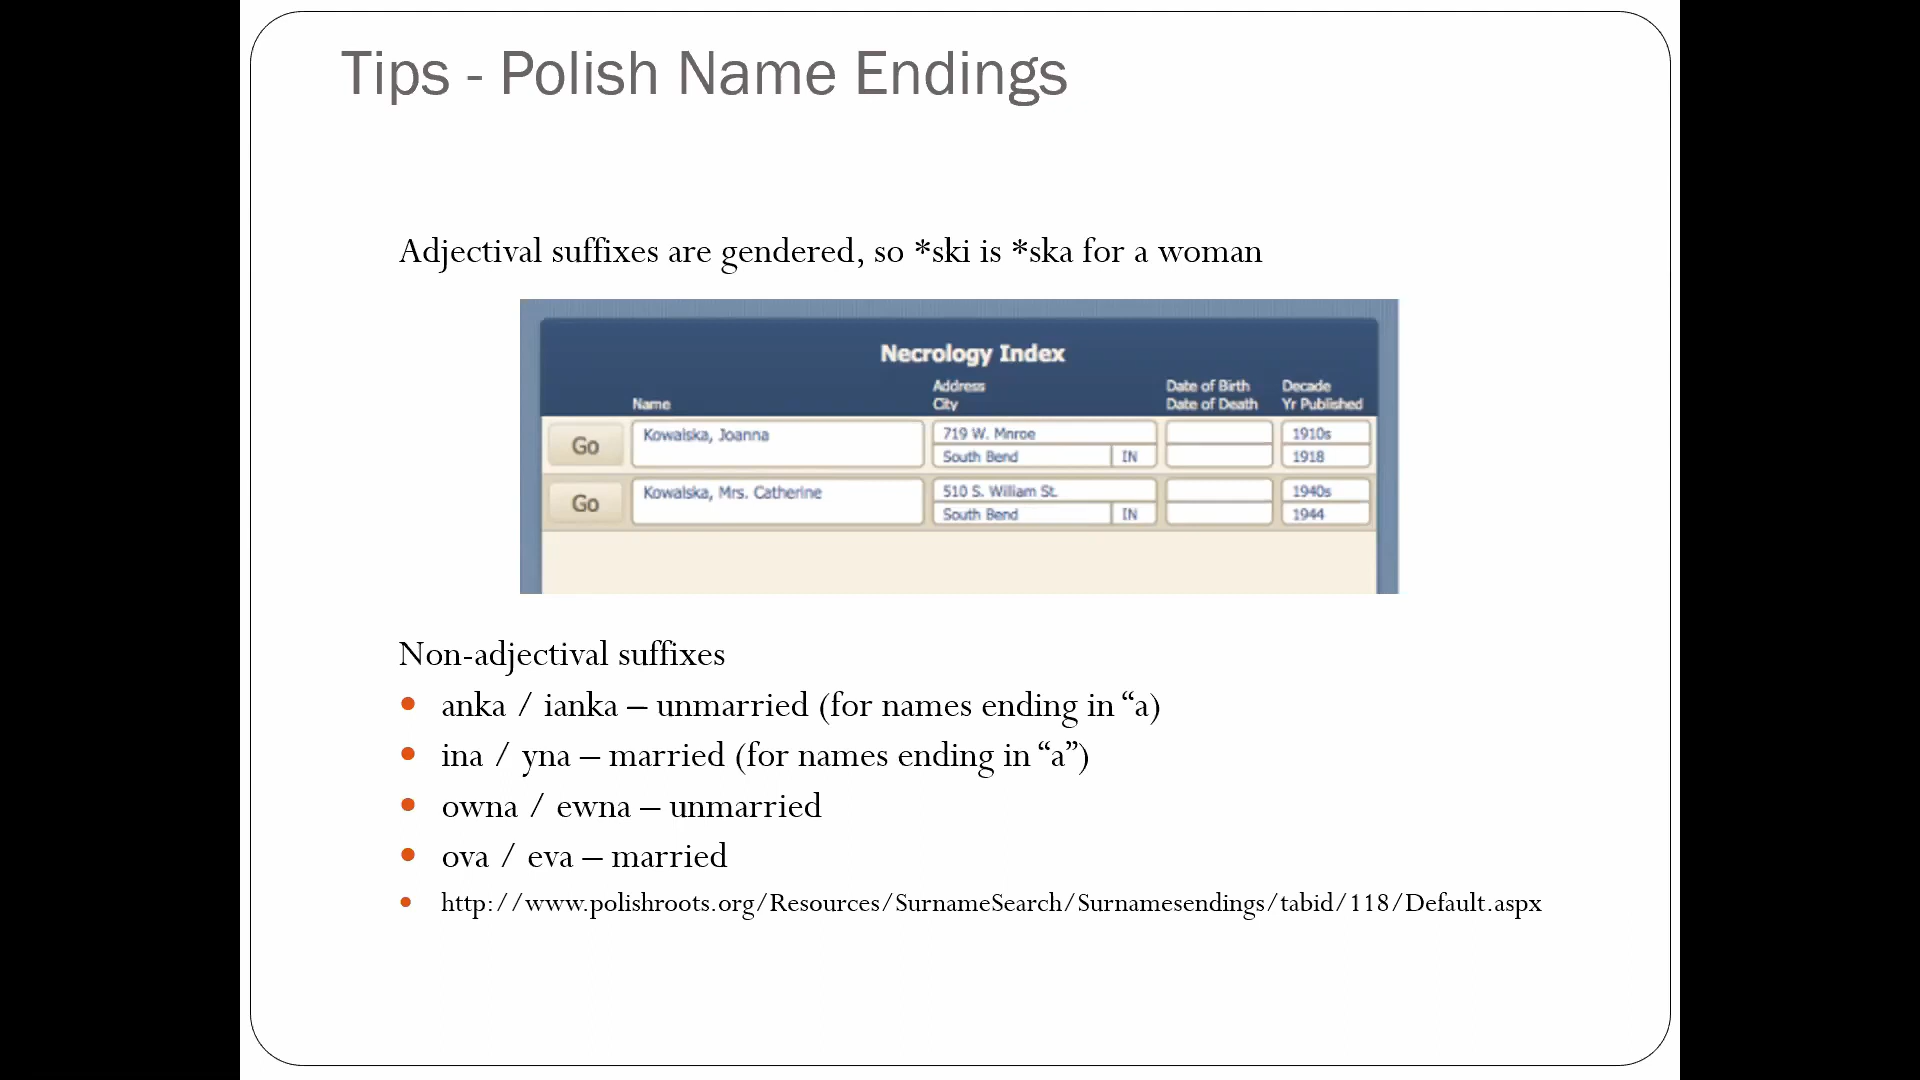 Tips - Polish Name Endings
Adjectival suffixes are gendered, so *ski is *ska for a woman
Necrology Index
Name
Address
City
Date of Birth
Date of Death
Decade
Yr Published
Go
Kowalska, Joanna
719 W. Mnroe
South Bend IN
1910s
1918
Go
Kowalska, Mrs. Catherine
510 S. William St.
South Bend IN
1940s
1944
Non-adjectival suffixes
• anka / ianka – unmarried (for names ending in “a)
• ina / yna – married (for names ending in “a”)
• owna / ewna – unmarried
• ova / eva – married
• http://www.polishroots.org/Resources/SurnameSearch/Surnamesendings/tabid/118/Default.aspx